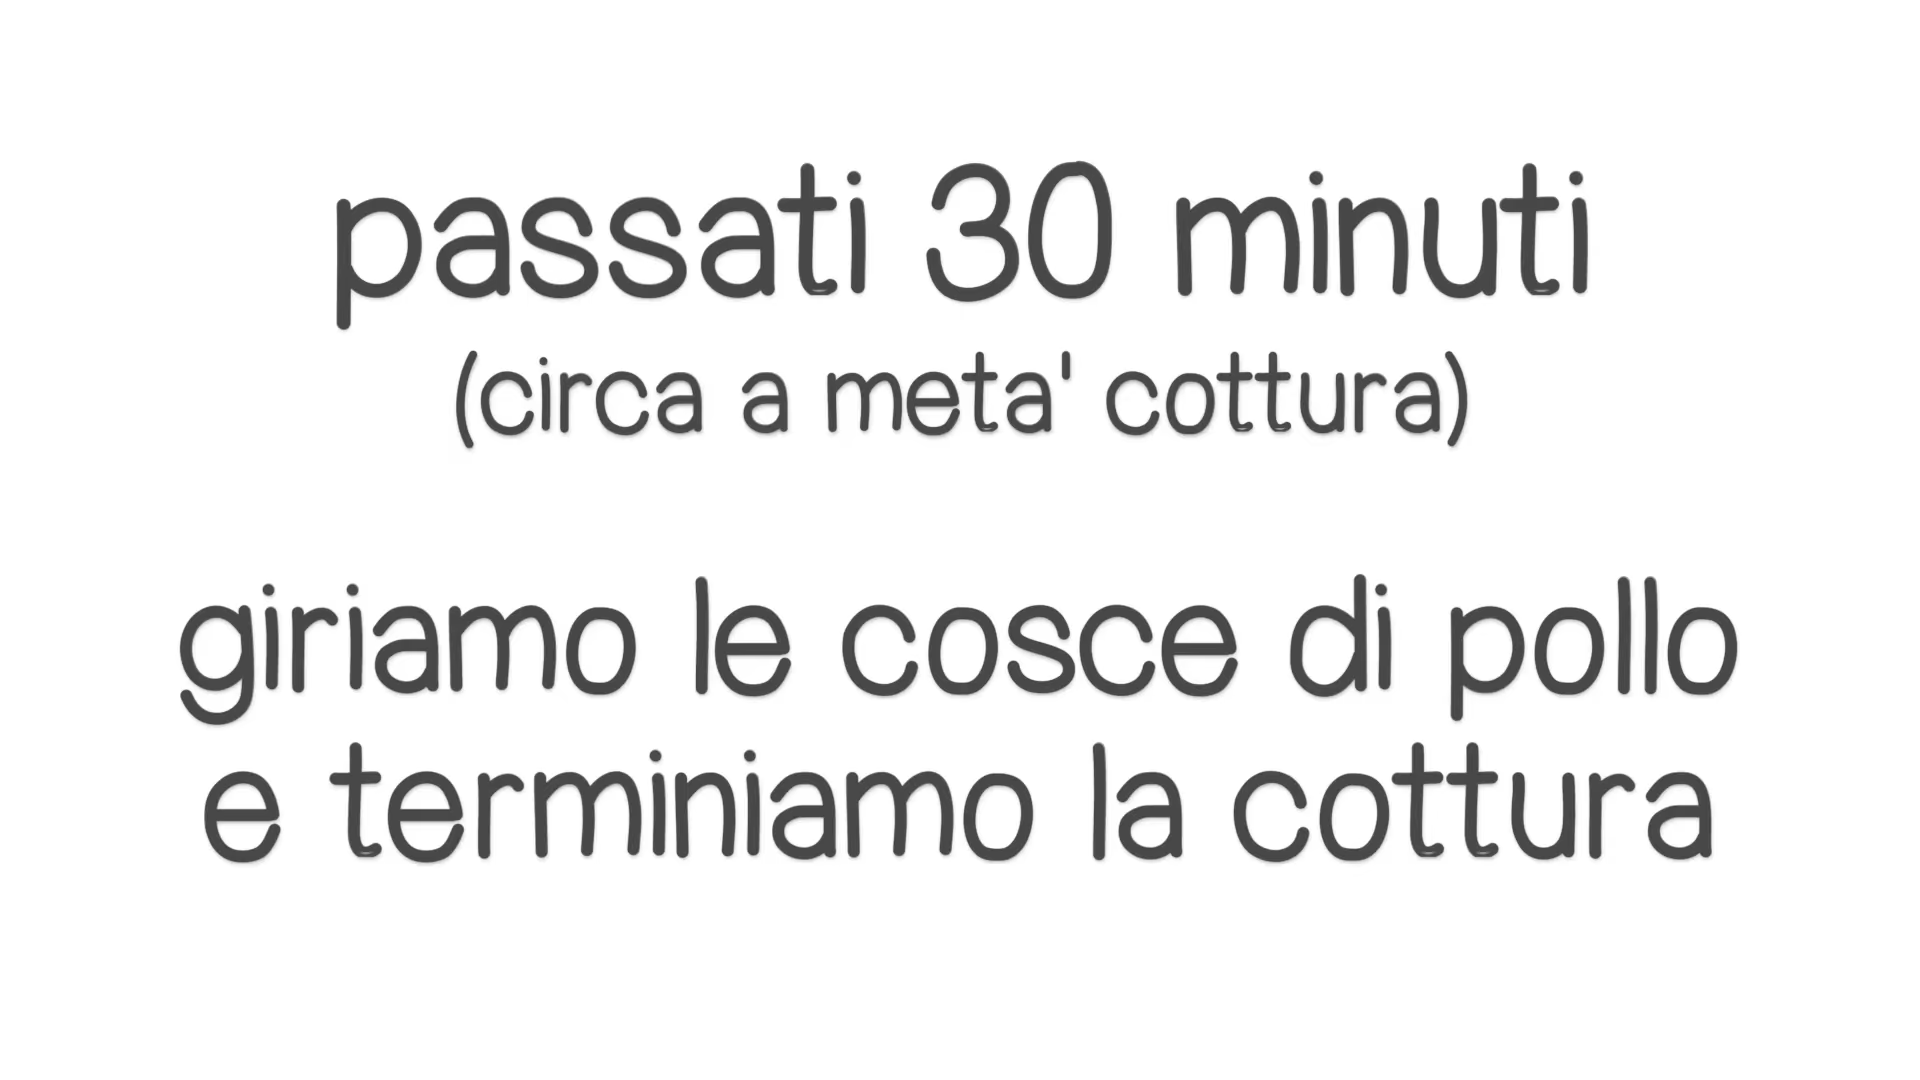 passati 30 minuti
(circa a meta' cottura)
giriamo le cosce di pollo
e terminiamo la cottura